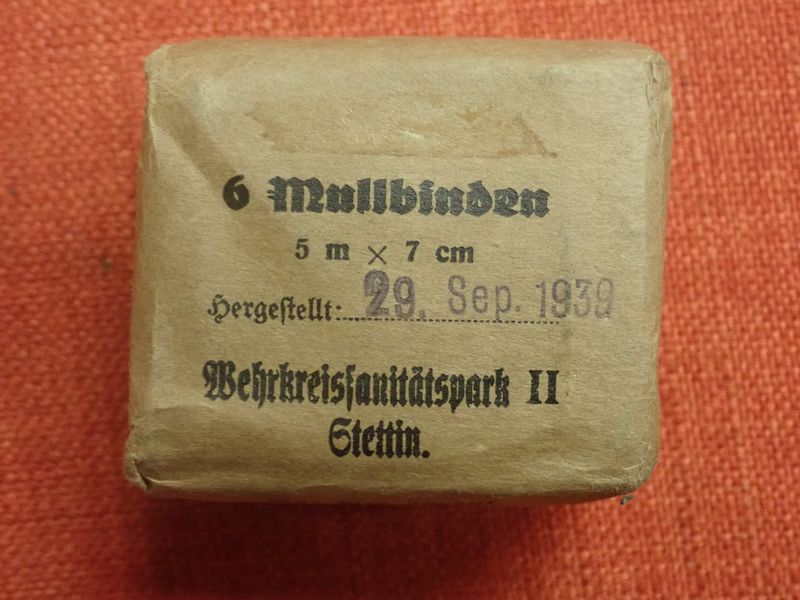 6 Mullbinden
5 m × 7 cm
Hergeſtellt: 29. Sep. 1939
Wehrkreisſanitätspark II
Stettin.